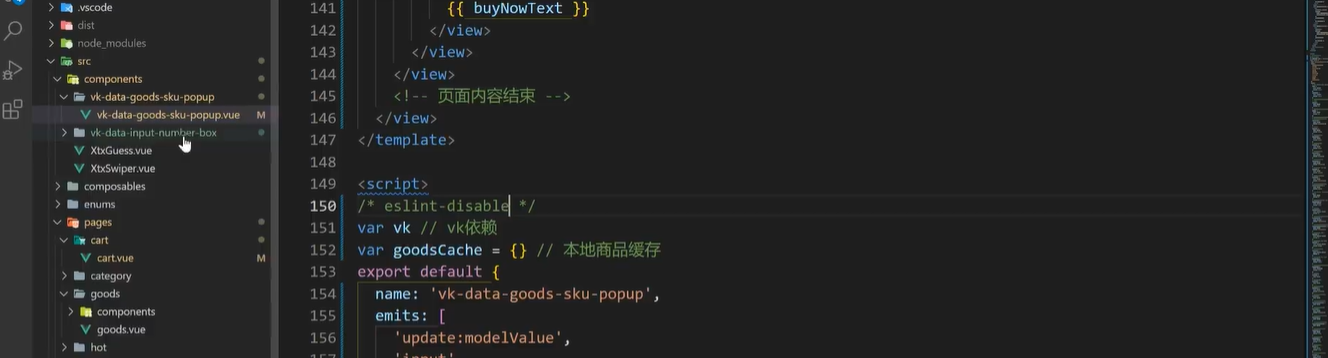 .vscode
dist
node_modules
src
components
vk-data-goods-sku-popup
vk-data-goods-sku-popup.vue M
vk-data-input-number-box
XtxGuess.vue
XtxSwiper.vue
composables
enums
pages
cart
cart.vue M
category
goods
components
goods.vue
hot
141 {{ buyNowText }}
142 </view>
143 </view>
144 </view>
145 <!-- 页面内容结束 -->
146 </view>
147 </template>
148
149 <script>
150 /* eslint-disable */
151 var vk // vk依赖
152 var goodsCache = {} // 本地商品缓存
153 export default {
154 name: 'vk-data-goods-sku-popup',
155 emits: [
156 'update:modelValue',
157 'input'